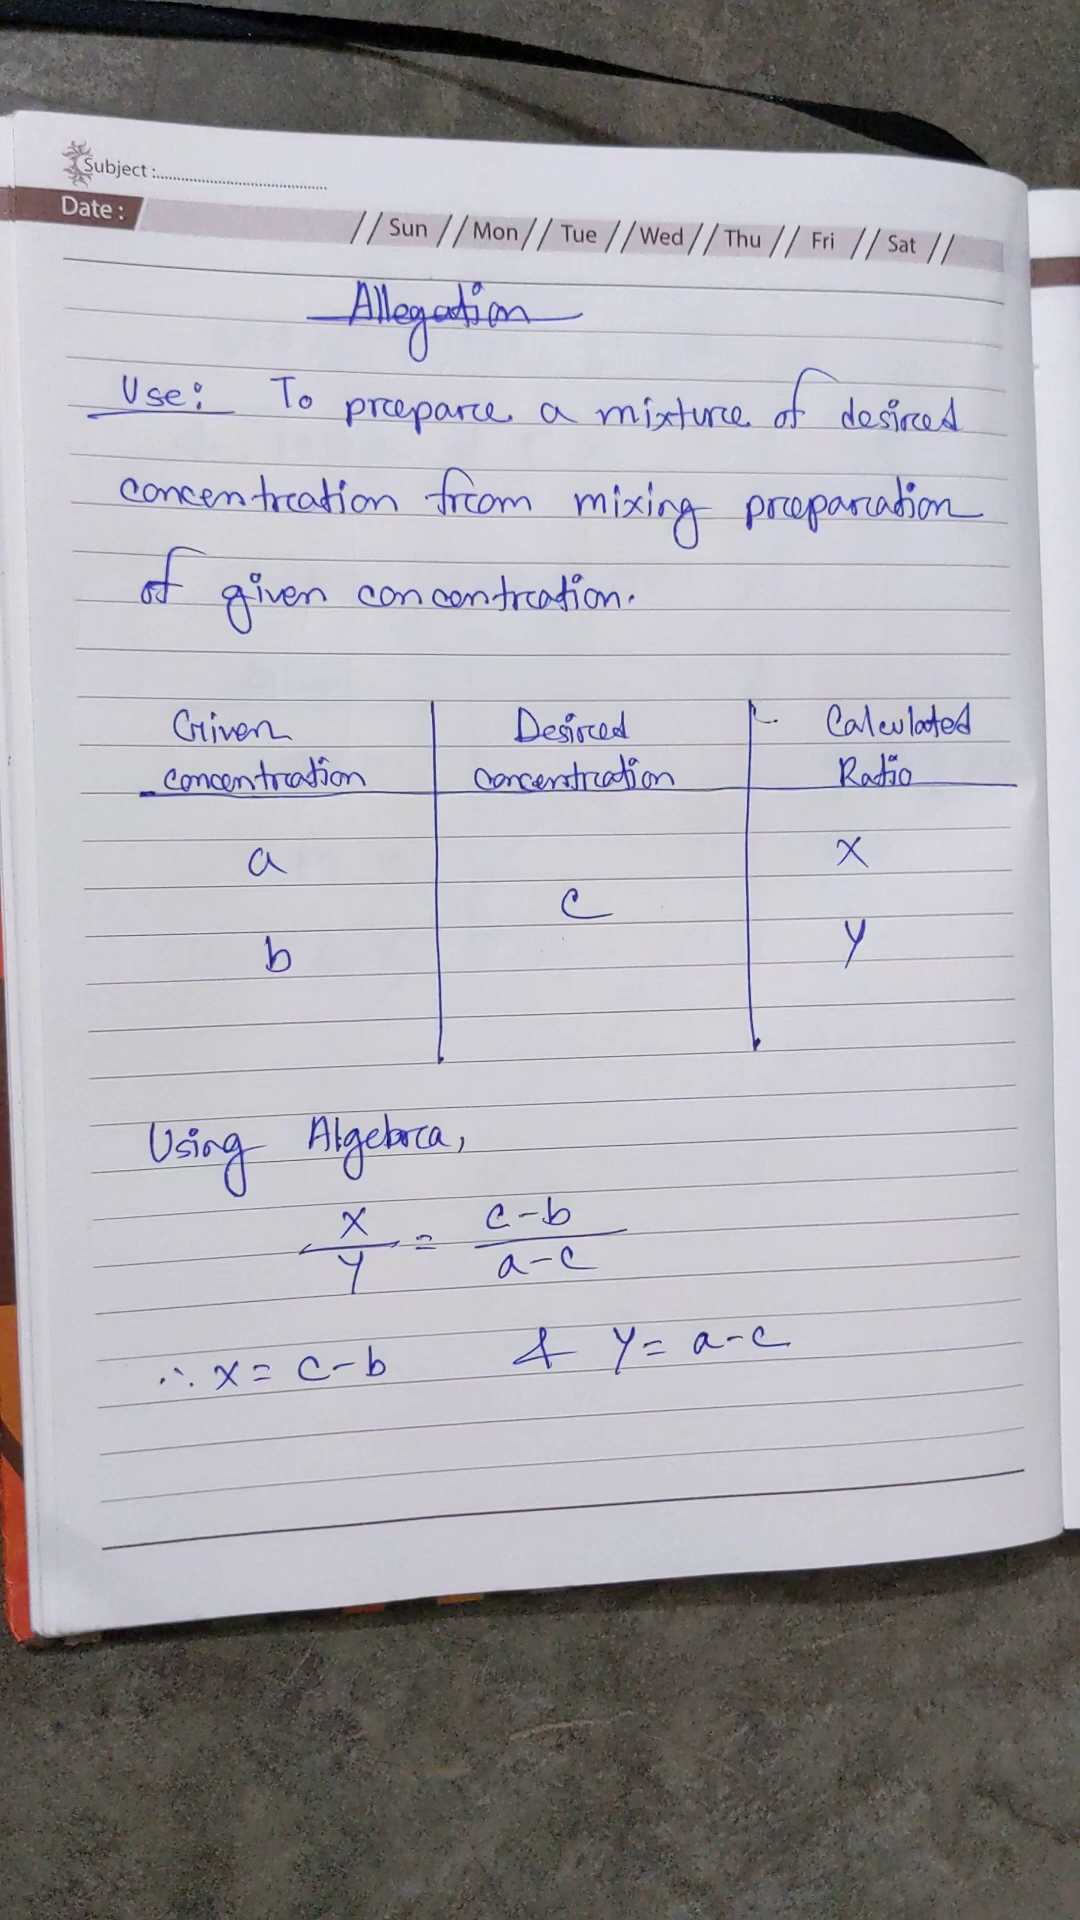 Subject :
Date :
// Sun // Mon // Tue // Wed // Thu // Fri // Sat //
Allegation
Use: To prepare a mixture of desired
concentration from mixing preparation
of given concentration.
Given Desired Calculated
concentration concentration Ratio
a x
c
b y
Using Algebra,
x/y = c-b/a-c
∴ x = c-b & y = a-c